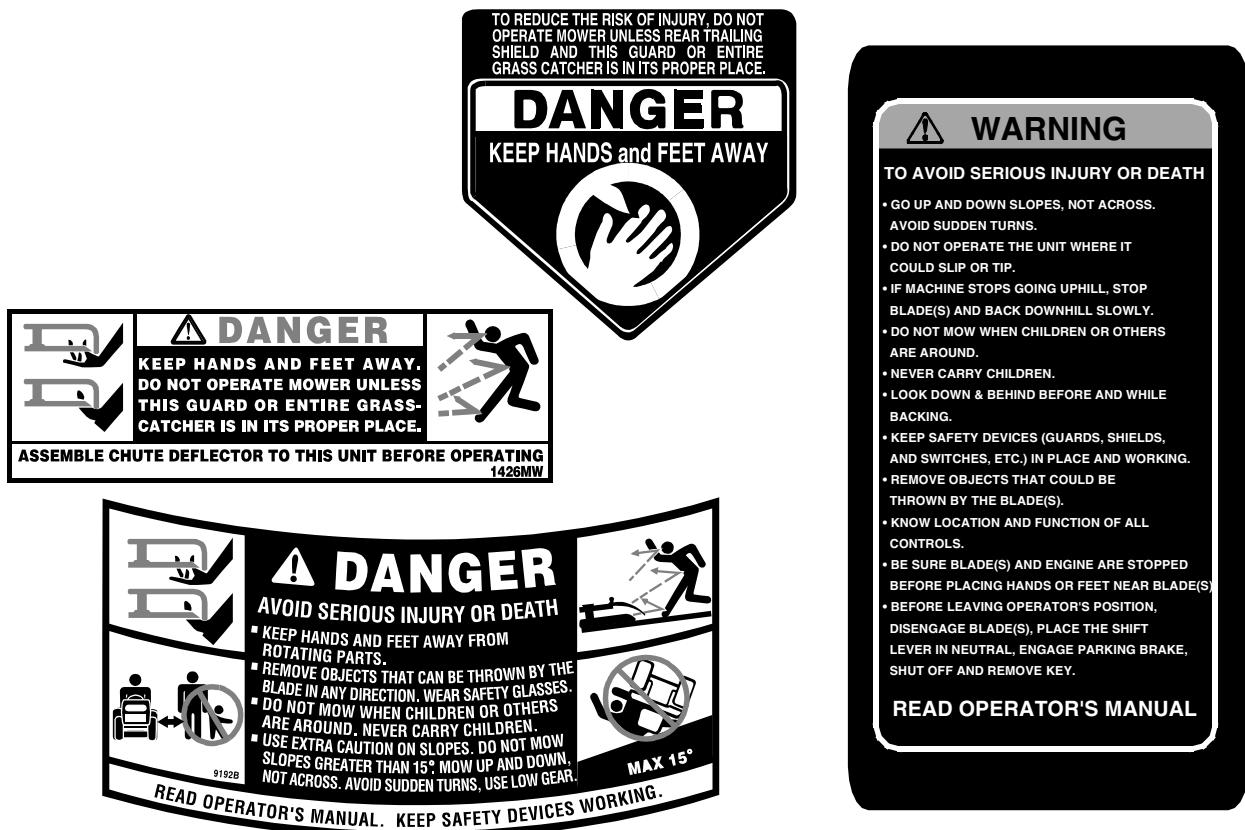 TO REDUCE THE RISK OF INJURY, DO NOT
OPERATE MOWER UNLESS REAR TRAILING
SHIELD AND THIS GUARD OR ENTIRE
GRASS CATCHER IS IN ITS PROPER PLACE.
DANGER
KEEP HANDS and FEET AWAY
DANGER
KEEP HANDS AND FEET AWAY.
DO NOT OPERATE MOWER UNLESS
THIS GUARD OR ENTIRE GRASS-
CATCHER IS IN ITS PROPER PLACE.
ASSEMBLE CHUTE DEFLECTOR TO THIS UNIT BEFORE OPERATING
1426MW
DANGER
AVOID SERIOUS INJURY OR DEATH
▪ KEEP HANDS AND FEET AWAY FROM
ROTATING PARTS.
▪ REMOVE OBJECTS THAT CAN BE THROWN BY THE
BLADE IN ANY DIRECTION. WEAR SAFETY GLASSES.
▪ DO NOT MOW WHEN CHILDREN OR OTHERS
ARE AROUND. NEVER CARRY CHILDREN.
▪ USE EXTRA CAUTION ON SLOPES. DO NOT MOW
SLOPES GREATER THAN 15°. MOW UP AND DOWN,
NOT ACROSS. AVOID SUDDEN TURNS, USE LOW GEAR.
9192B
MAX 15°
READ OPERATOR'S MANUAL. KEEP SAFETY DEVICES WORKING.
WARNING
TO AVOID SERIOUS INJURY OR DEATH
• GO UP AND DOWN SLOPES, NOT ACROSS.
AVOID SUDDEN TURNS.
• DO NOT OPERATE THE UNIT WHERE IT
COULD SLIP OR TIP.
• IF MACHINE STOPS GOING UPHILL, STOP
BLADE(S) AND BACK DOWNHILL SLOWLY.
• DO NOT MOW WHEN CHILDREN OR OTHERS
ARE AROUND.
• NEVER CARRY CHILDREN.
• LOOK DOWN & BEHIND BEFORE AND WHILE
BACKING.
• KEEP SAFETY DEVICES (GUARDS, SHIELDS,
AND SWITCHES, ETC.) IN PLACE AND WORKING.
• REMOVE OBJECTS THAT COULD BE
THROWN BY THE BLADE(S).
• KNOW LOCATION AND FUNCTION OF ALL
CONTROLS.
• BE SURE BLADE(S) AND ENGINE ARE STOPPED
BEFORE PLACING HANDS OR FEET NEAR BLADE(S)
• BEFORE LEAVING OPERATOR'S POSITION,
DISENGAGE BLADE(S), PLACE THE SHIFT
LEVER IN NEUTRAL, ENGAGE PARKING BRAKE,
SHUT OFF AND REMOVE KEY.
READ OPERATOR'S MANUAL